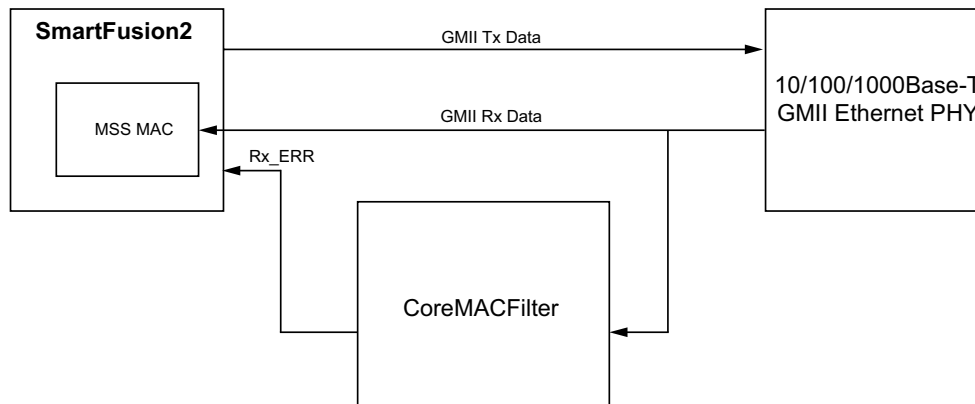 SmartFusion2
GMII Tx Data
10/100/1000Base-T
GMII Ethernet PHY
MSS MAC
GMII Rx Data
Rx_ERR
CoreMACFilter